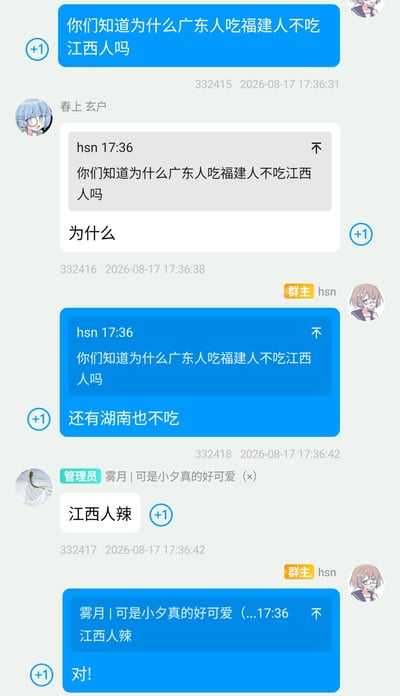 你们知道为什么广东人吃福建人不吃
江西人吗
+1
332415 2026-08-17 17:36:31
春上 玄户
hsn 17:36
你们知道为什么广东人吃福建人不吃江西
人吗
为什么
+1
332416 2026-08-17 17:36:38
群主 hsn
hsn 17:36
你们知道为什么广东人吃福建人不吃江西
人吗
还有湖南也不吃
+1
332418 2026-08-17 17:36:42
管理员 雾月 | 可是小夕真的好可爱（×）
江西人辣
+1
332417 2026-08-17 17:36:42
群主 hsn
雾月 | 可是小夕真的好可爱（...17:36
江西人辣
对!
+1